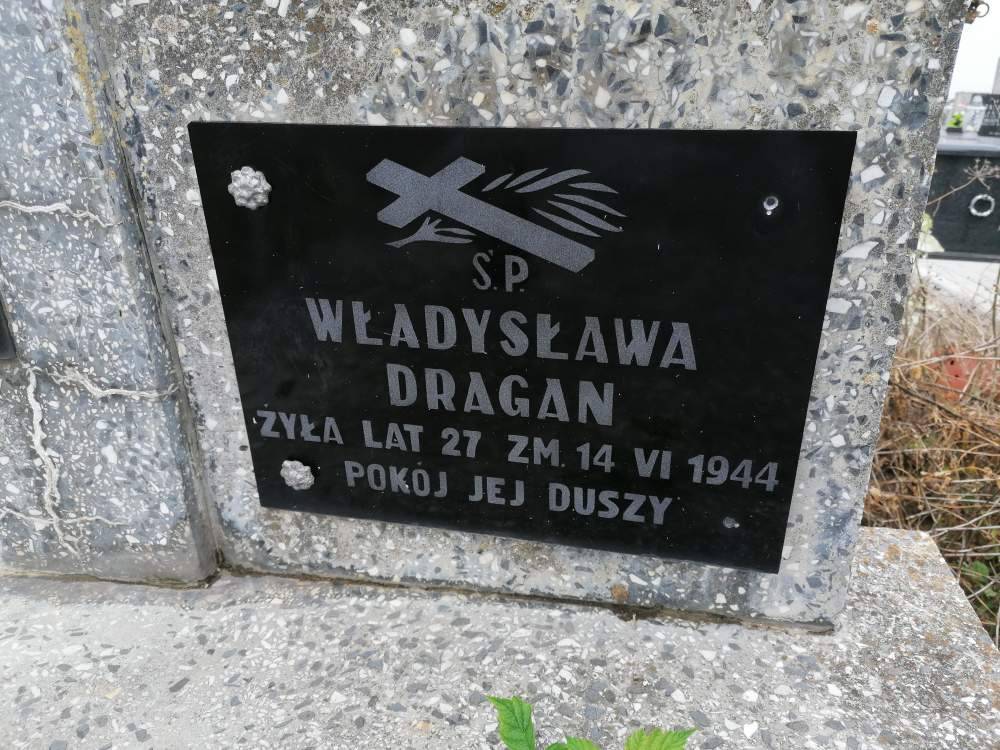 Ś.P.
WŁADYSŁAWA
DRAGAN
ŻYŁA LAT 27 ZM. 14 VI 1944
POKÓJ JEJ DUSZY